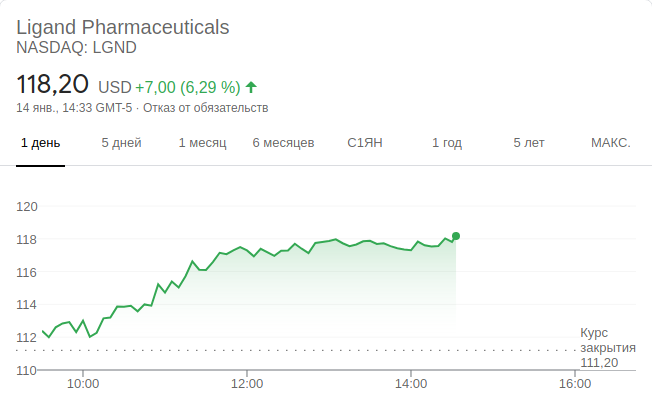 Ligand Pharmaceuticals
NASDAQ: LGND
118,20 USD +7,00 (6,29 %)
14 янв., 14:33 GMT-5 · Отказ от обязательств
1 день 5 дней 1 месяц 6 месяцев С1ЯН 1 год 5 лет МАКС.
120
118
116
114
112
Курс
закрытия
111,20
110
10:00 12:00 14:00 16:00